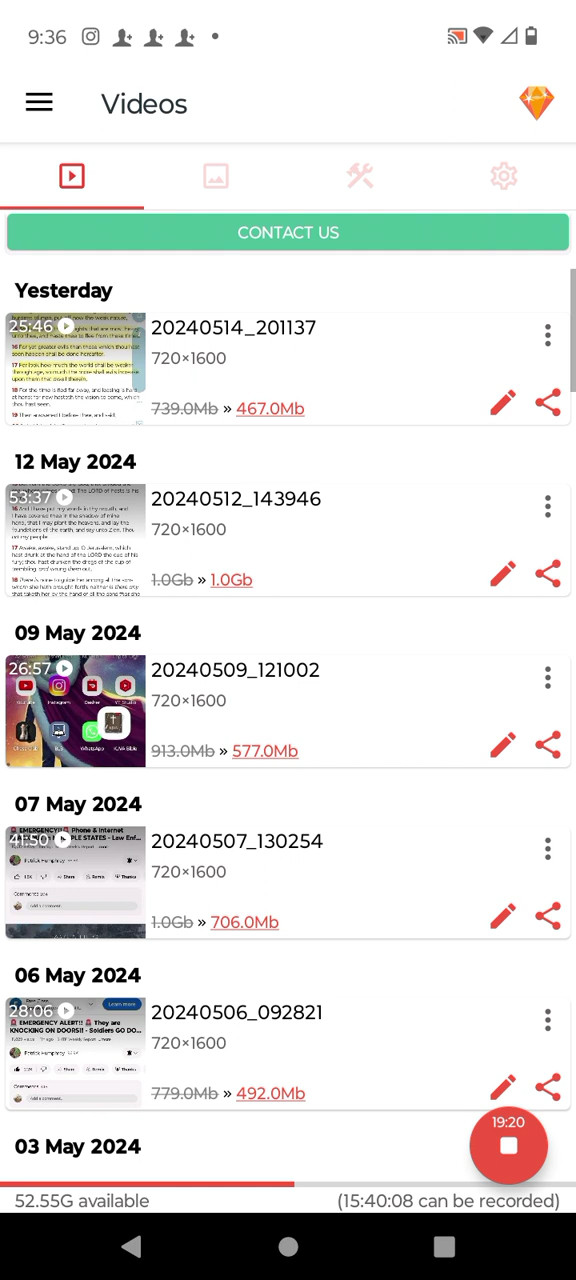 9:36
Videos
CONTACT US
Yesterday
25:46
20240514_201137
720×1600
739.0Mb » 467.0Mb
12 May 2024
53:37
20240512_143946
720×1600
1.0Gb » 1.0Gb
09 May 2024
26:57
20240509_121002
720×1600
913.0Mb » 577.0Mb
07 May 2024
41:50
20240507_130254
720×1600
1.0Gb » 706.0Mb
06 May 2024
28:06
20240506_092821
720×1600
779.0Mb » 492.0Mb
03 May 2024
19:20
52.55G available
(15:40:08 can be recorded)